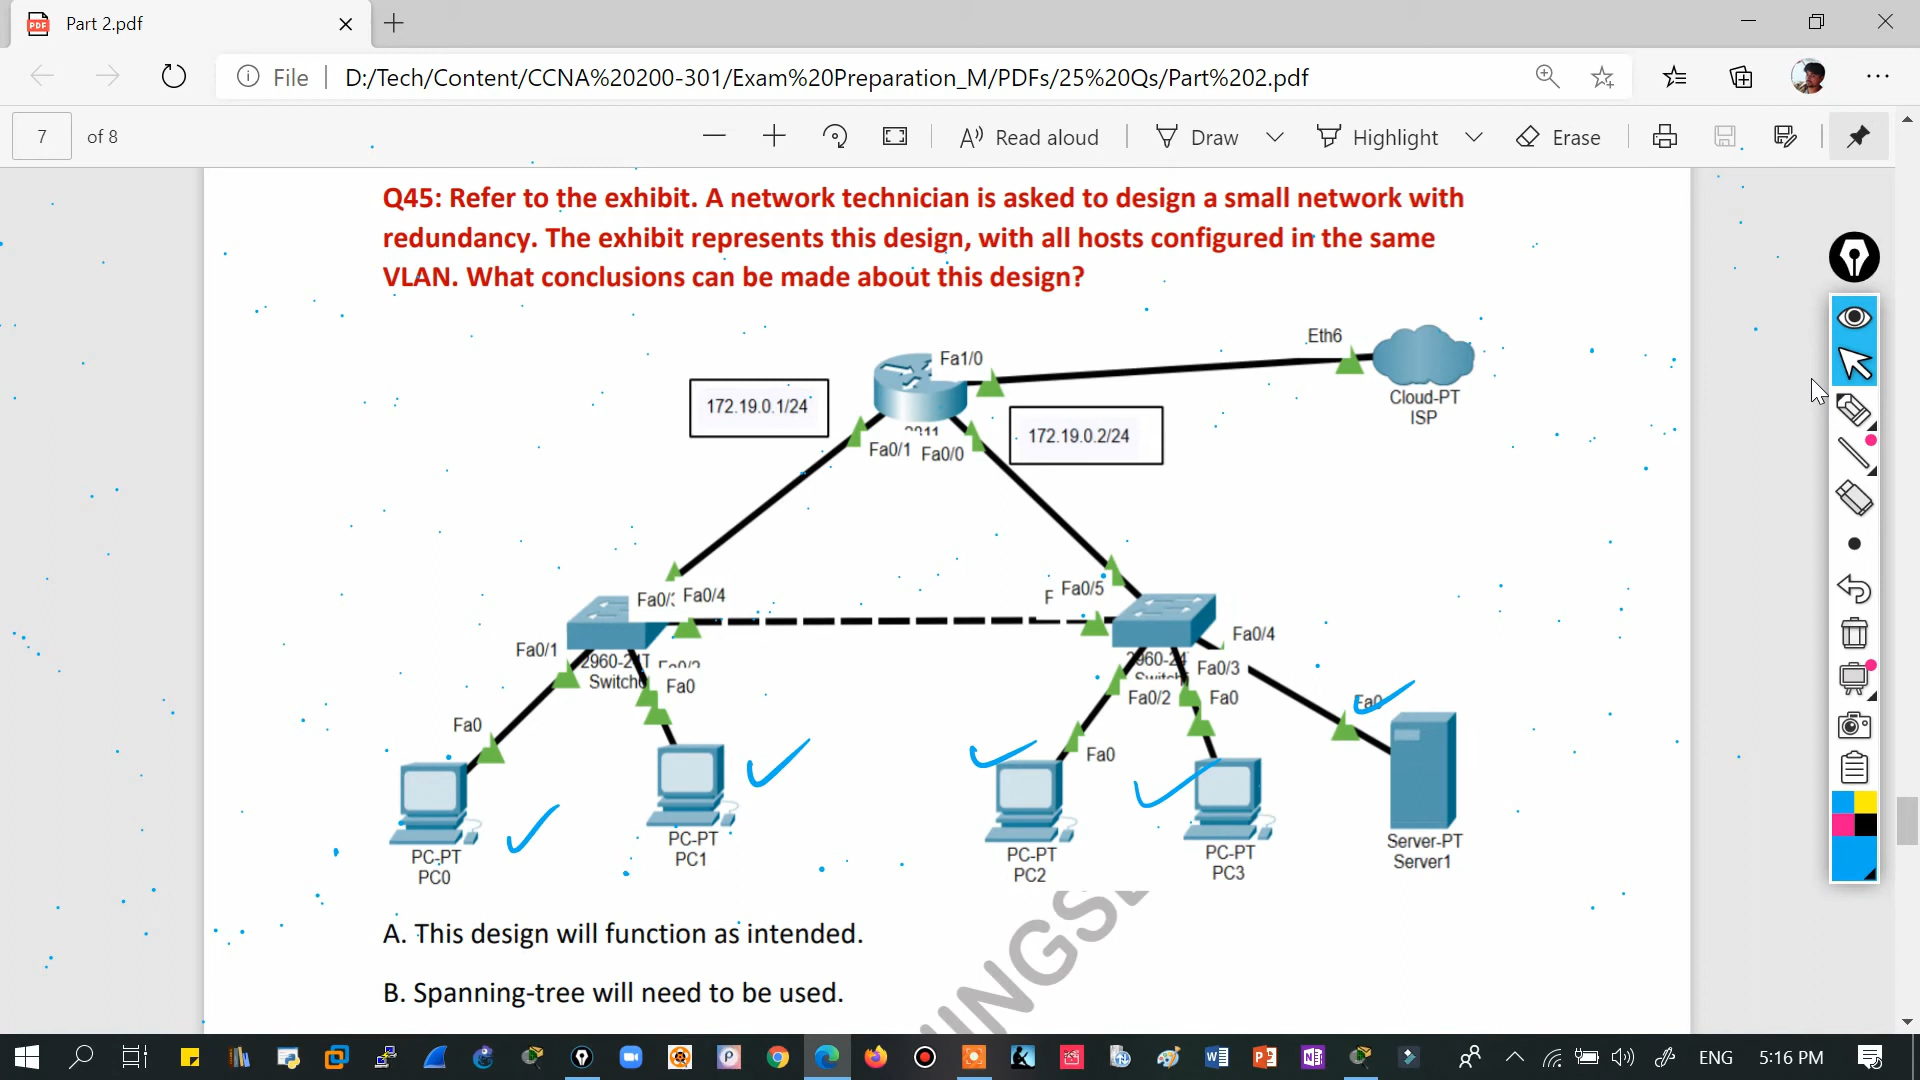 Part 2.pdf
File
D:/Tech/Content/CCNA%20200-301/Exam%20Preparation_M/PDFs/25%20Qs/Part%202.pdf
7 of 8
Read aloud
Draw
Highlight
Erase
Q45: Refer to the exhibit. A network technician is asked to design a small network with
redundancy. The exhibit represents this design, with all hosts configured in the same
VLAN. What conclusions can be made about this design?
Eth6
Fa1/0
Cloud-PT
ISP
172.19.0.1/24
172.19.0.2/24
Fa0/1 Fa0/0
Fa0/5
Fa0/4
Fa0/4
Fa0/1
2960-24T
Switch0
Fa0/3
Fa0
Fa0/2
Fa0
Fa0
Fa0
Fa0
PC-PT
PC0
PC-PT
PC1
PC-PT
PC2
PC-PT
PC3
Server-PT
Server1
A. This design will function as intended.
B. Spanning-tree will need to be used.
ENG
5:16 PM